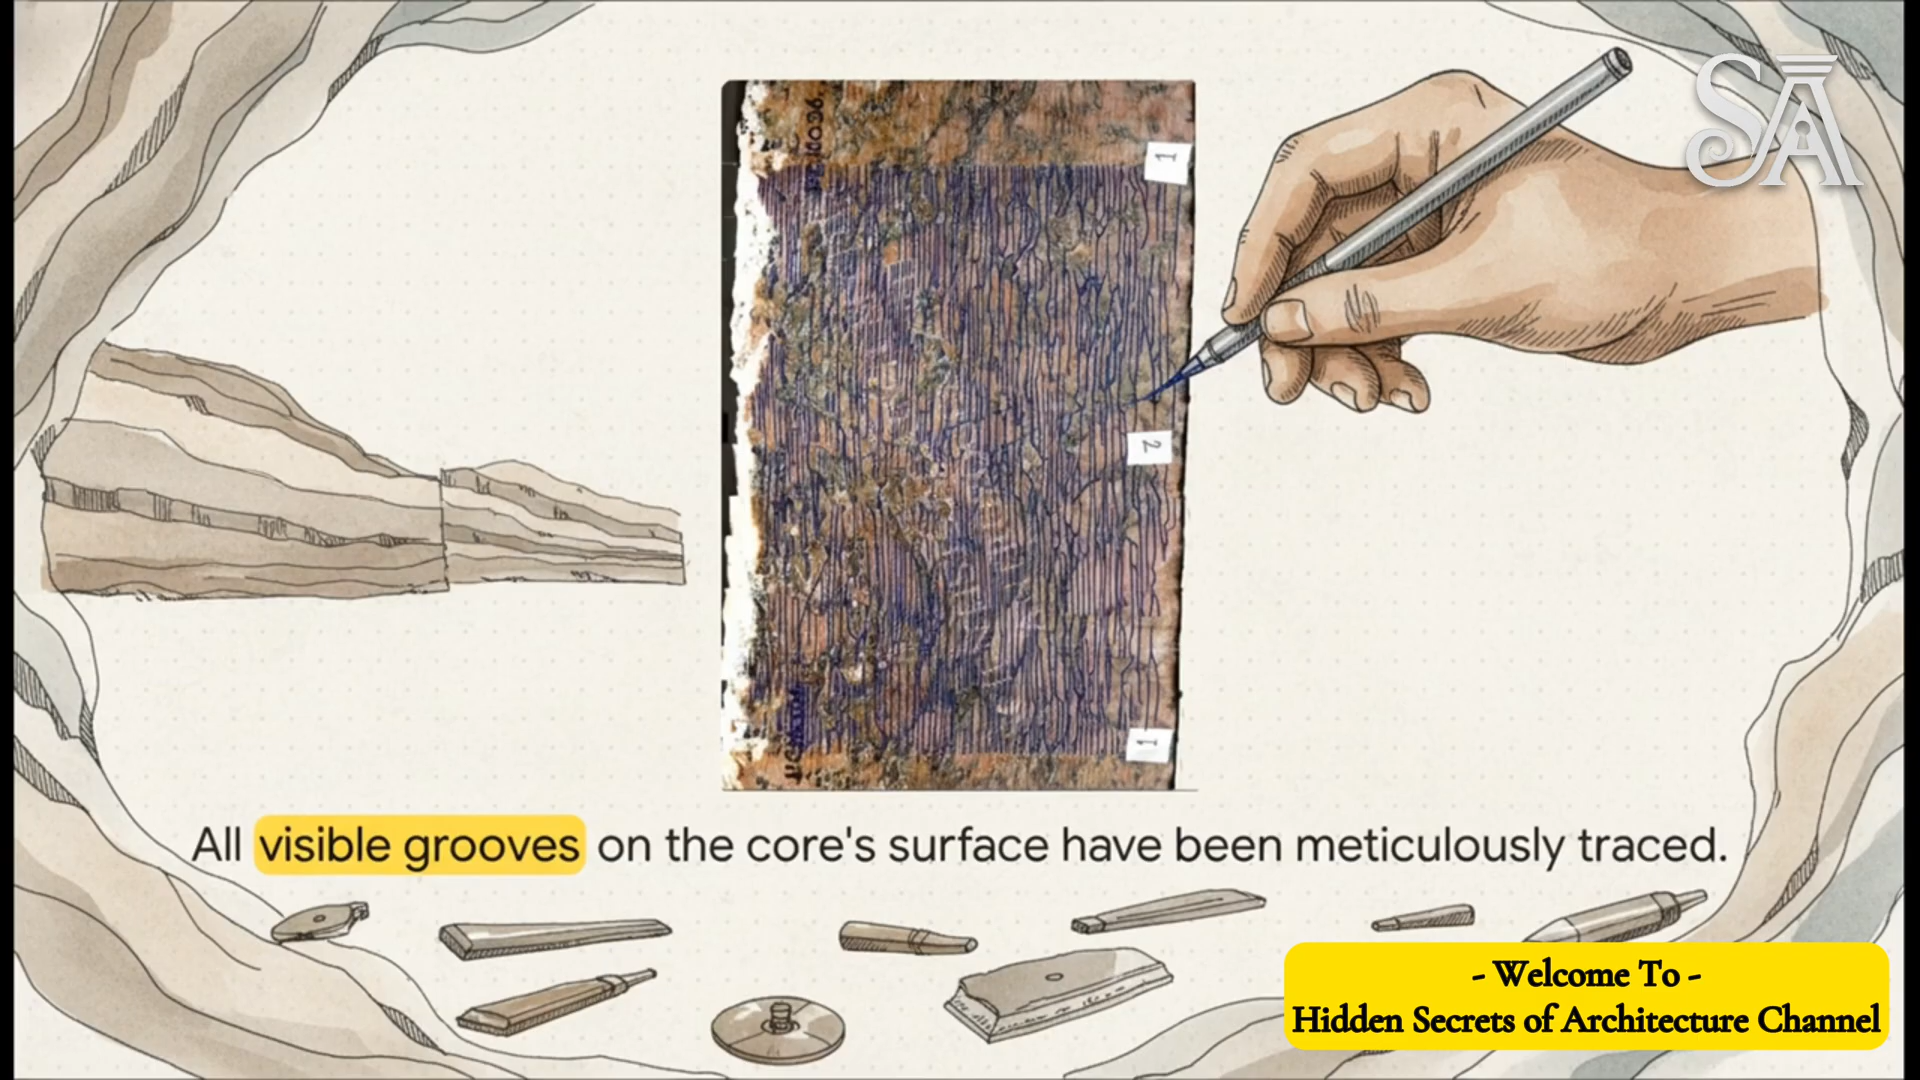 SA
1
2
1
All visible grooves on the core's surface have been meticulously traced.
- Welcome To -
Hidden Secrets of Architecture Channel